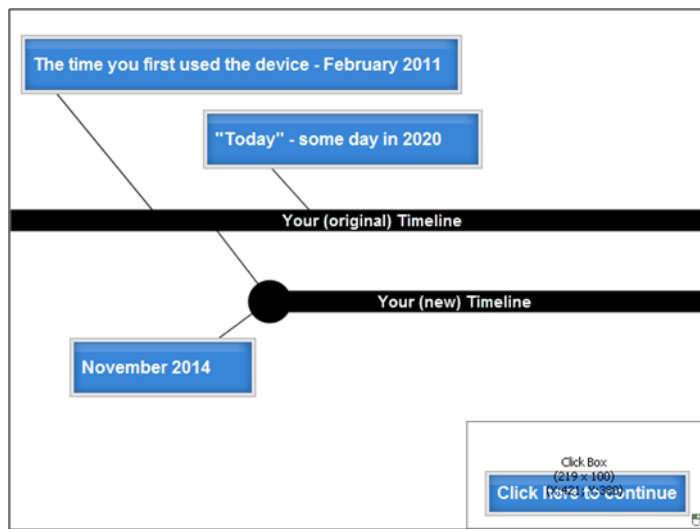 The time you first used the device - February 2011
"Today" - some day in 2020
Your (original) Timeline
Your (new) Timeline
November 2014
Click Box
(219 x 100)
Click here to continue